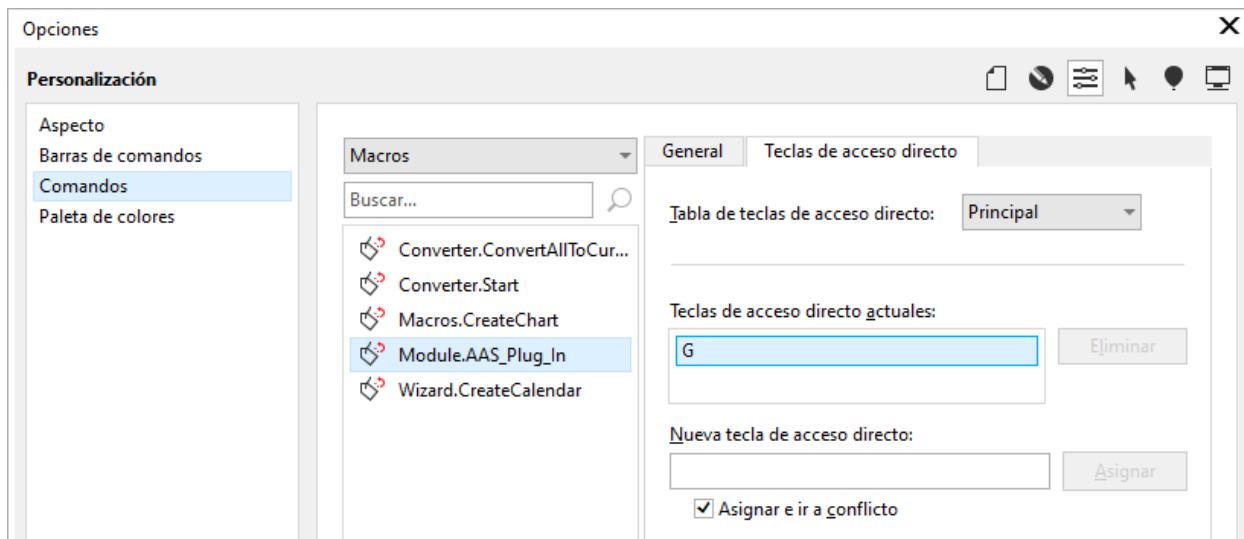 Opciones
Personalización
Aspecto
Barras de comandos
Comandos
Paleta de colores
Macros
Buscar...
Converter.ConvertAllToCur...
Converter.Start
Macros.CreateChart
Module.AAS_Plug_In
Wizard.CreateCalendar
General
Teclas de acceso directo
Tabla de teclas de acceso directo:
Principal
Teclas de acceso directo actuales:
G
Eliminar
Nueva tecla de acceso directo:
Asignar
Asignar e ir a conflicto